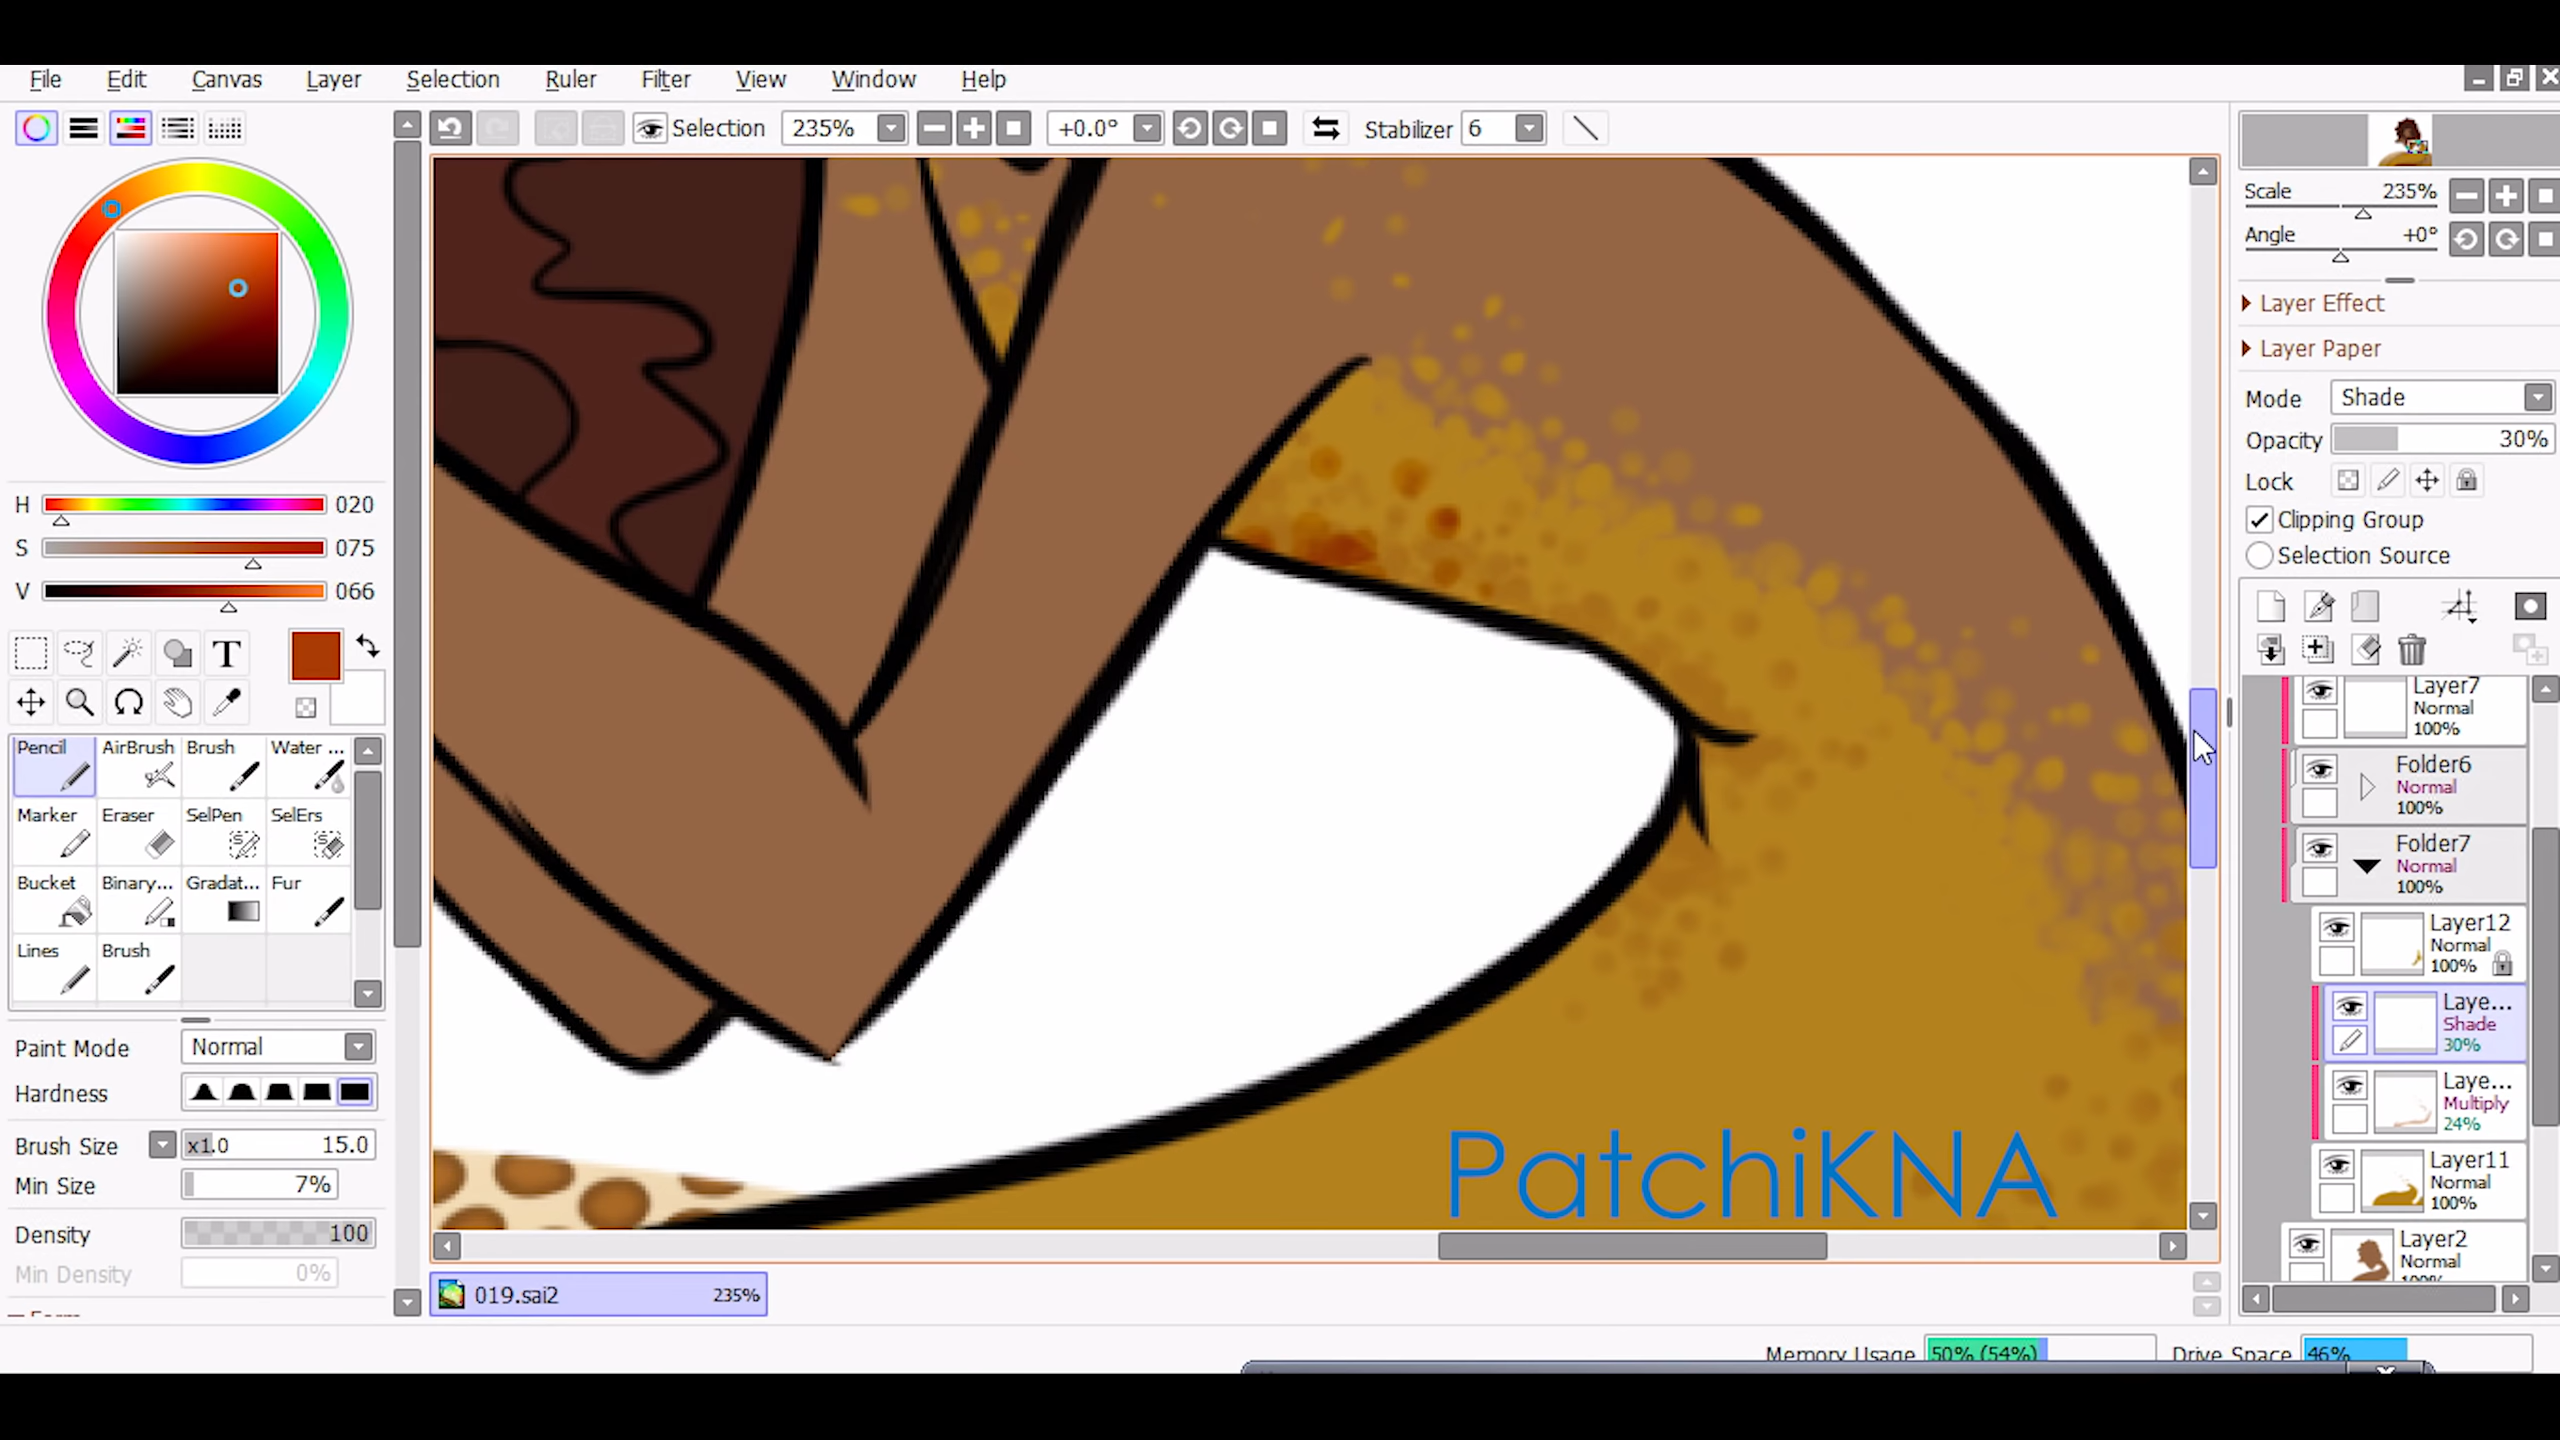 File Edit Canvas Layer Selection Ruler Filter View Window Help
Selection 235% +0.0° Stabilizer 6
Scale 235%
Angle +0°
Layer Effect
Layer Paper
Mode Shade
Opacity 30%
Lock
Clipping Group
Selection Source
H 020
S 075
V 066
T
Pencil AirBrush Brush Water ...
Marker Eraser SelPen SelErs
Bucket Binary... Gradat... Fur
Lines Brush
Paint Mode Normal
Hardness
Brush Size x1.0 15.0
Min Size 7%
Density 100
Min Density 0%
Layer7
Normal
100%
Folder6
Normal
100%
Folder7
Normal
100%
Layer12
Normal
100%
Laye...
Shade
30%
Laye...
Multiply
24%
Layer11
Normal
100%
Layer2
Normal
100%
PatchiKNA
019.sai2 235%
Memory Usage 50% (54%) Drive Space 46%